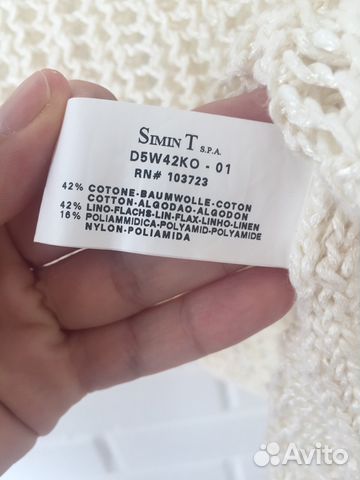 SIMIN T S.P.A.
D5W42KO - 01
RN# 103723
42% COTONE-BAUMWOLLE-COTON
COTTON-ALGODAO-ALGODON
42% LINO-FLACHS-LIN-FLAX-LINHO-LINEN
16% POLIAMMIDICA-POLYAMID-POLYAMIDE
NYLON-POLIAMIDA
Avito